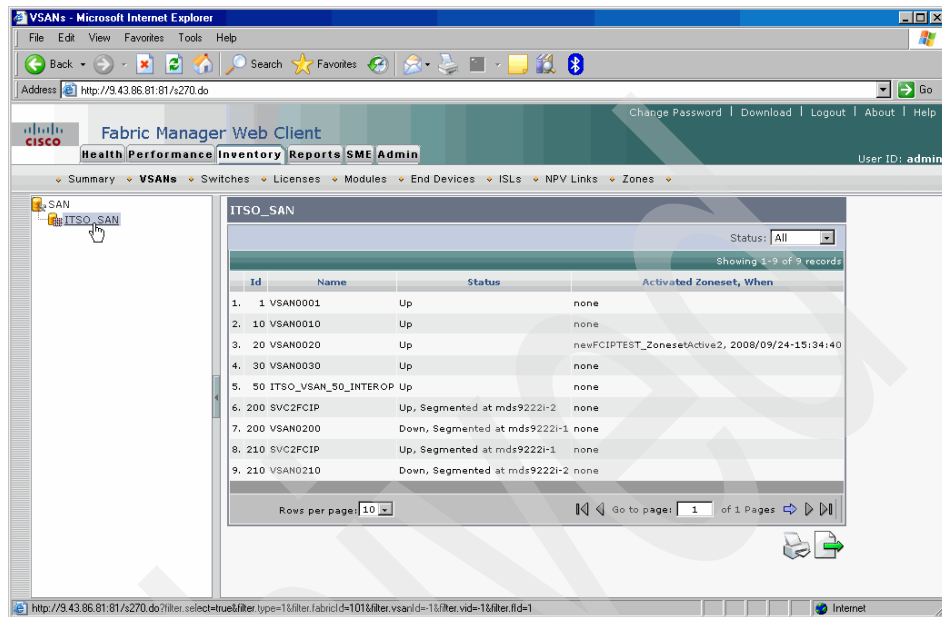 VSANs - Microsoft Internet Explorer
File Edit View Favorites Tools Help
Back Search Favorites
Address http://9.43.86.81:81/s270.do Go
Change Password | Download | Logout | About | Help
CISCO
Fabric Manager Web Client
Health Performance Inventory Reports SME Admin
User ID: admin
Summary VSANs Switches Licenses Modules End Devices ISLs NPV Links Zones
SAN
ITSO_SAN
ITSO_SAN
Status: All
Showing 1-9 of 9 records
Id Name Status Activated Zoneset, When
1. 1 VSAN0001 Up none
2. 10 VSAN0010 Up none
3. 20 VSAN0020 Up newFCIPTEST_ZonesetActive2, 2008/09/24-15:34:40
4. 30 VSAN0030 Up none
5. 50 ITSO_VSAN_50_INTEROP Up none
6. 200 SVC2FCIP Up, Segmented at mds9222i-2 none
7. 200 VSAN0200 Down, Segmented at mds9222i-1 none
8. 210 SVC2FCIP Up, Segmented at mds9222i-1 none
9. 210 VSAN0210 Down, Segmented at mds9222i-2 none
Rows per page: 10 Go to page: 1 of 1 Pages
http://9.43.86.81:81/s270.do?filter.select=true&filter.type=1&filter.fabricId=101&filter.vsanId=-1&filter.vid=-1&filter.fId=1 Internet